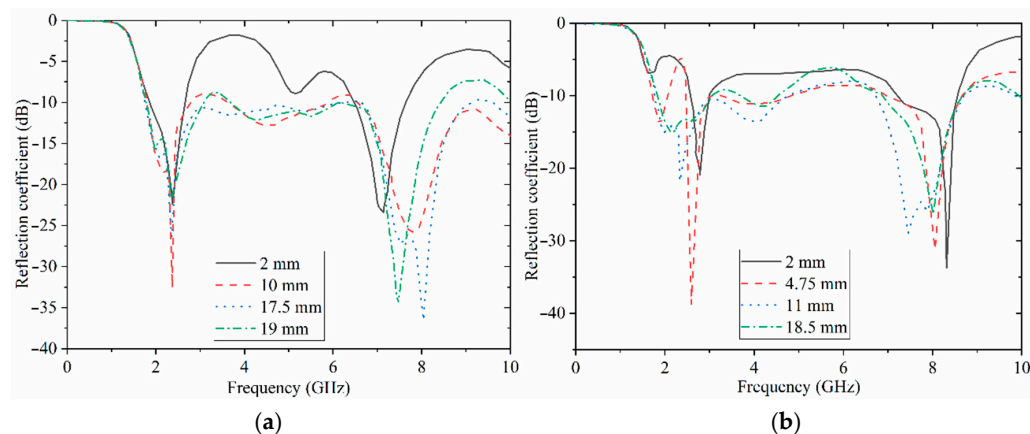 0
−5
−10
−15
−20
−25
−30
−35
−40
Reflection coefficient (dB)
2 mm
10 mm
17.5 mm
19 mm
0 2 4 6 8 10
Frequency (GHz)
(a)
0
−10
−20
−30
−40
Reflection coefficient (dB)
2 mm
4.75 mm
11 mm
18.5 mm
0 2 4 6 8 10
Frequency (GHz)
(b)